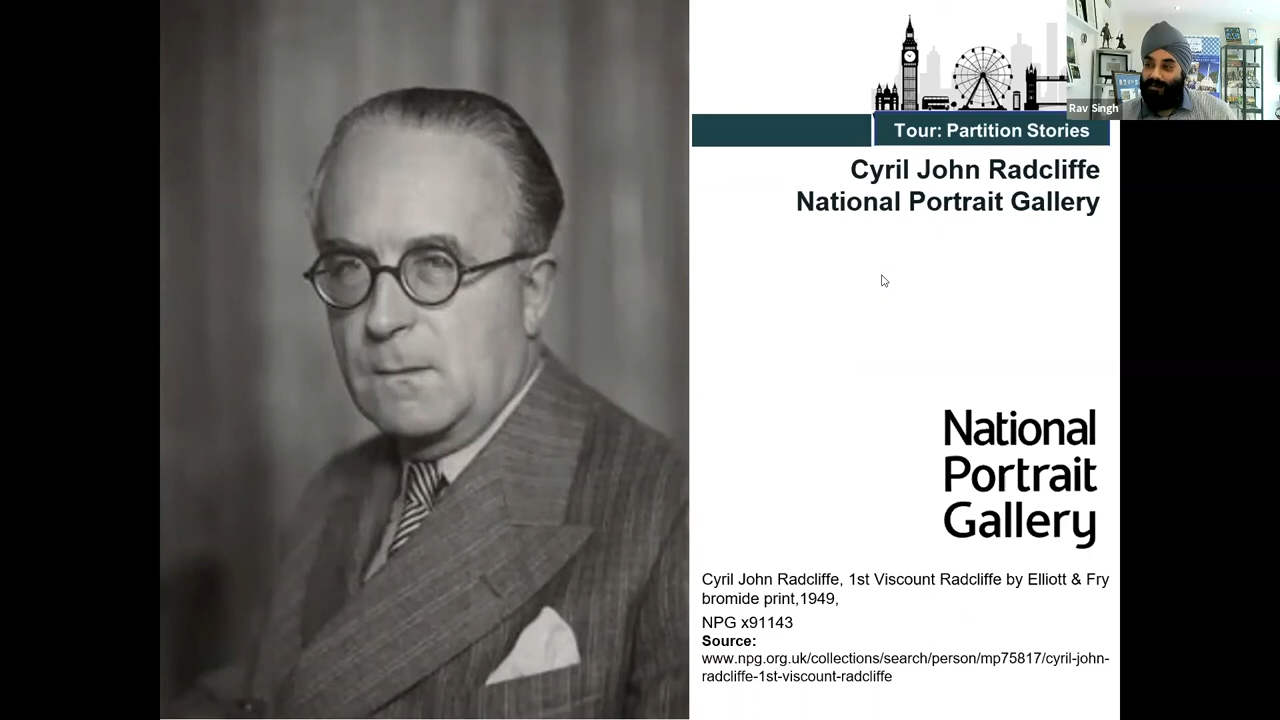 Rav Singh
Tour: Partition Stories
Cyril John Radcliffe
National Portrait Gallery
National
Portrait
Gallery
Cyril John Radcliffe, 1st Viscount Radcliffe by Elliott & Fry
bromide print,1949,
NPG x91143
Source:
www.npg.org.uk/collections/search/person/mp75817/cyril-john-
radcliffe-1st-viscount-radcliffe